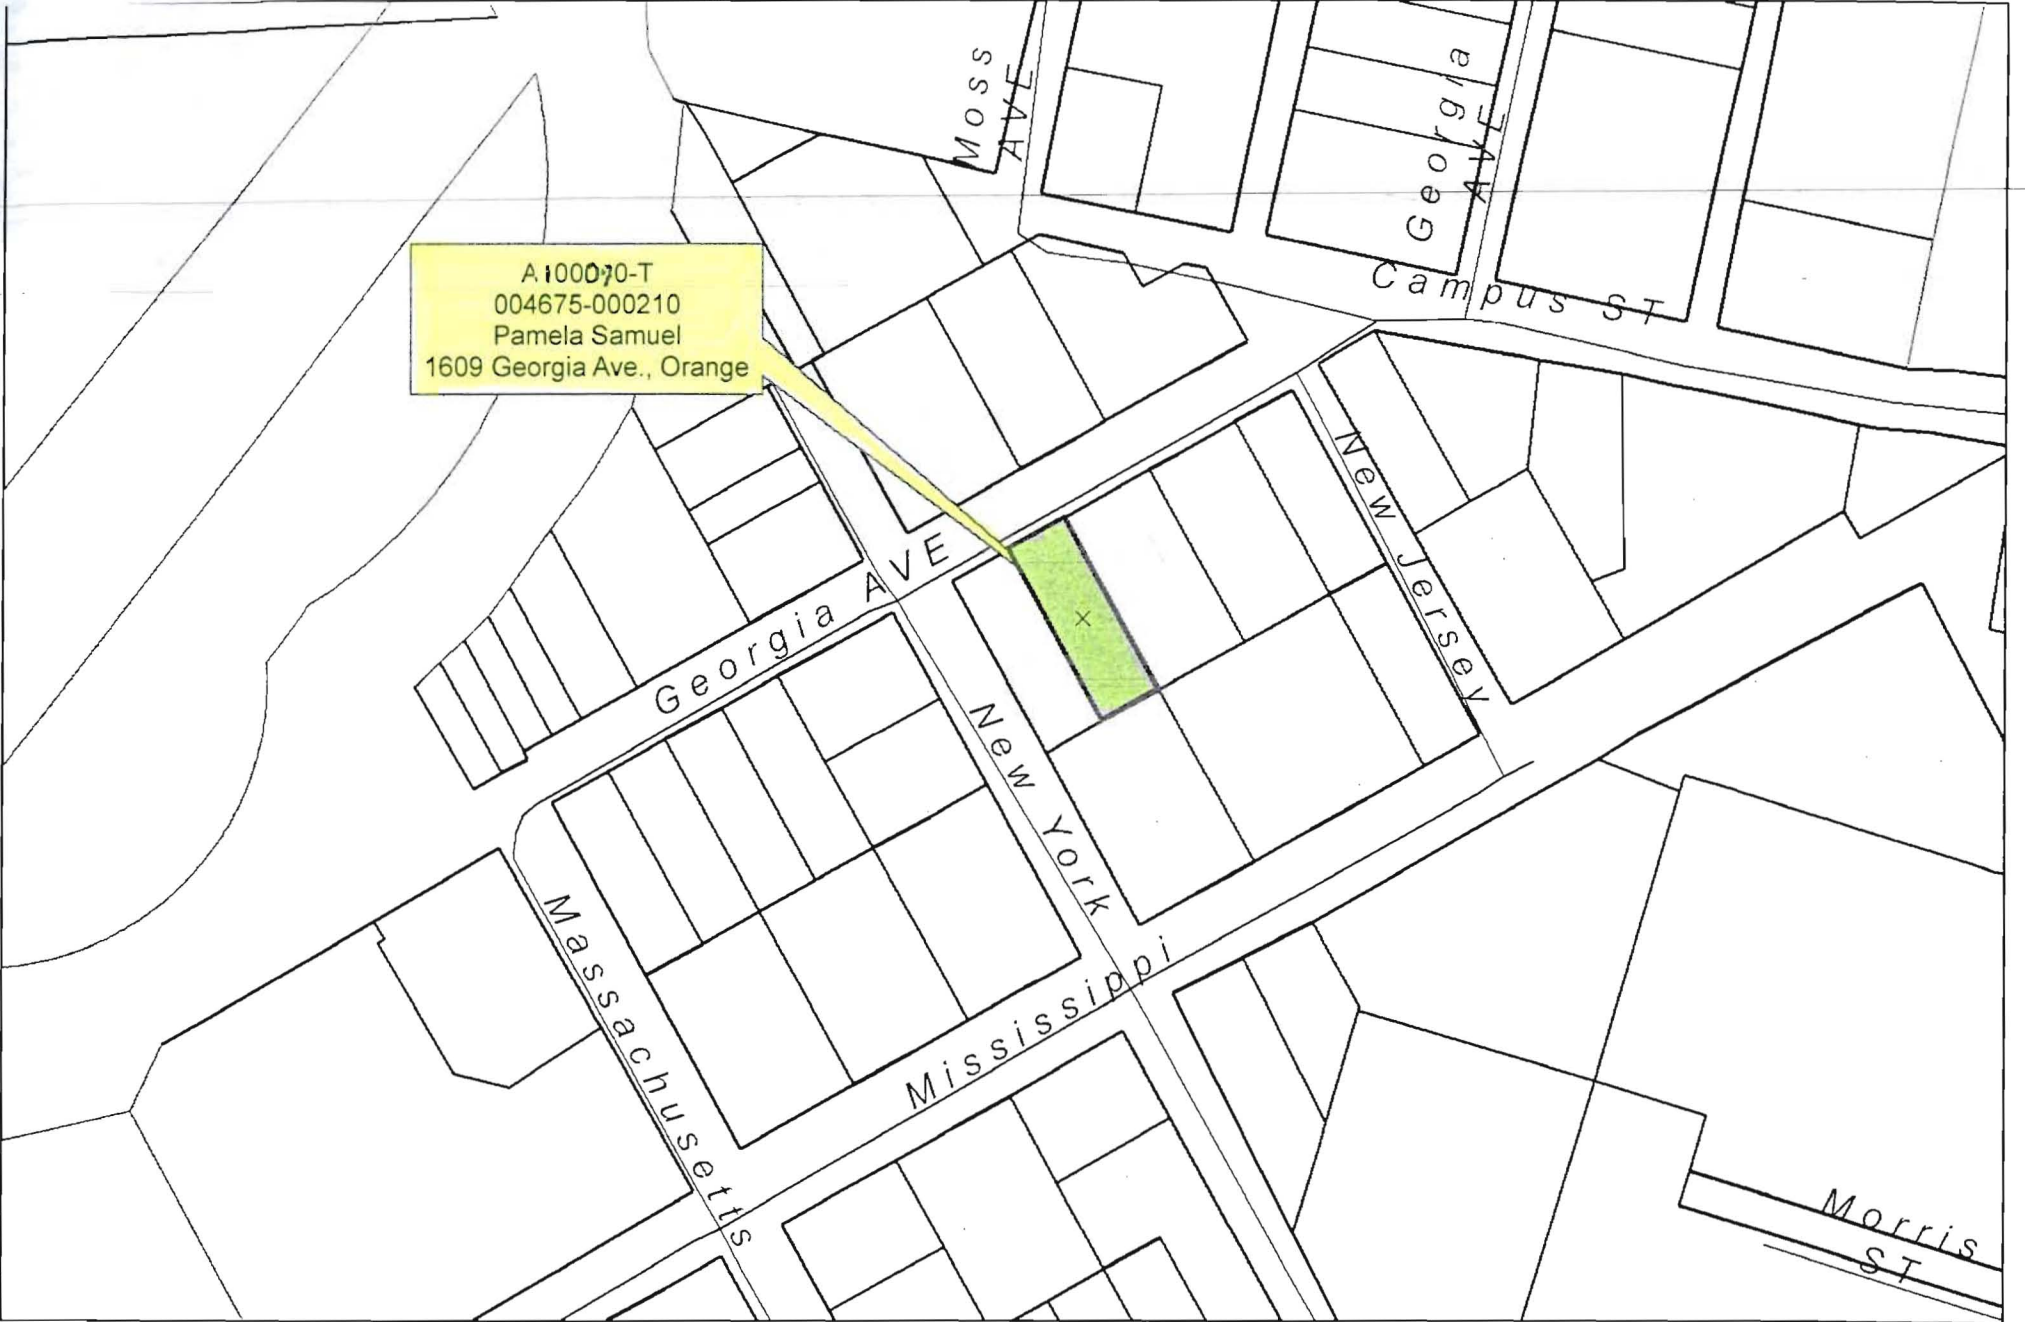 Moss
AVE
Georgia
AVE
Campus ST
004675-000210
Pamela Samuel
1609 Georgia Ave., Orange
New Jersey
Georgia AVE
New York
Massachusetts
Mississippi
Morris
ST